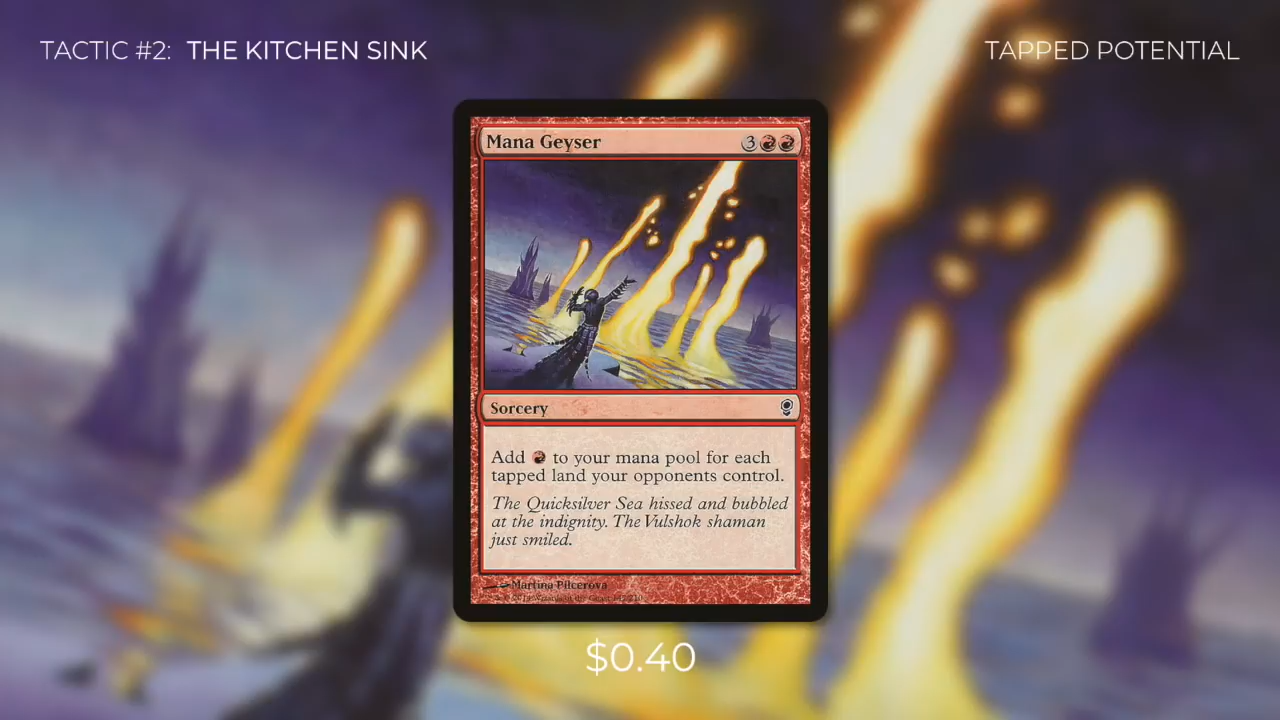 TACTIC #2: THE KITCHEN SINK
TAPPED POTENTIAL
Mana Geyser 3
Sorcery
Add to your mana pool for each
tapped land your opponents control.
The Quicksilver Sea hissed and bubbled
at the indignity. The Vulshok shaman
just smiled.
Martina Pilcerova
$0.40